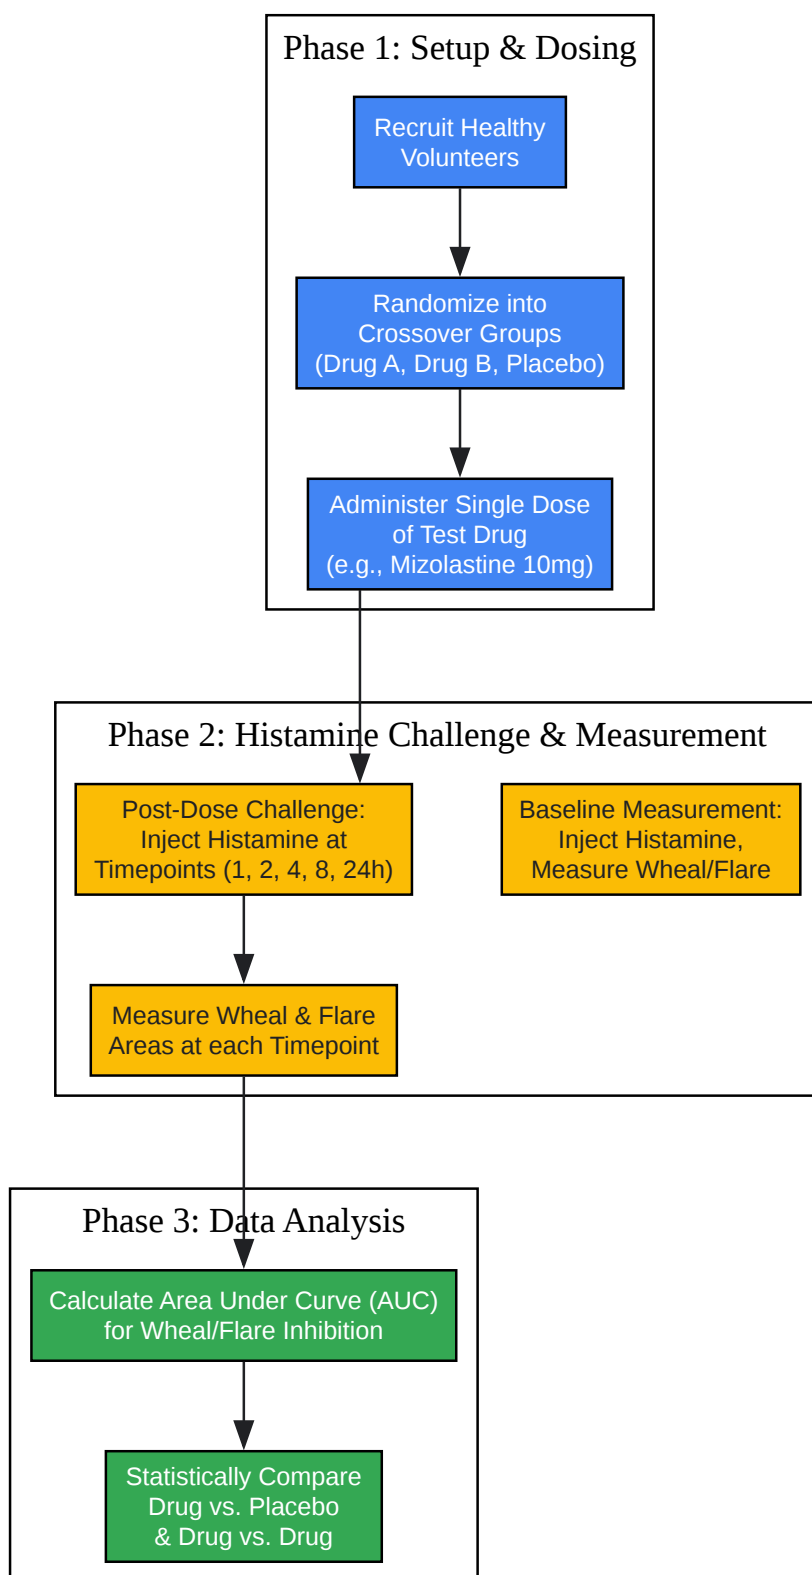 Phase 1: Setup & Dosing
Recruit Healthy
Volunteers
Randomize into
Crossover Groups
(Drug A, Drug B, Placebo)
Administer Single Dose
of Test Drug
(e.g., Mizolastine 10mg)
Phase 2: Histamine Challenge & Measurement
Post-Dose Challenge:
Inject Histamine at
Timepoints (1, 2, 4, 8, 24h)
Baseline Measurement:
Inject Histamine,
Measure Wheal/Flare
Measure Wheal & Flare
Areas at each Timepoint
Phase 3: Data Analysis
Calculate Area Under Curve (AUC)
for Wheal/Flare Inhibition
Statistically Compare
Drug vs. Placebo
& Drug vs. Drug